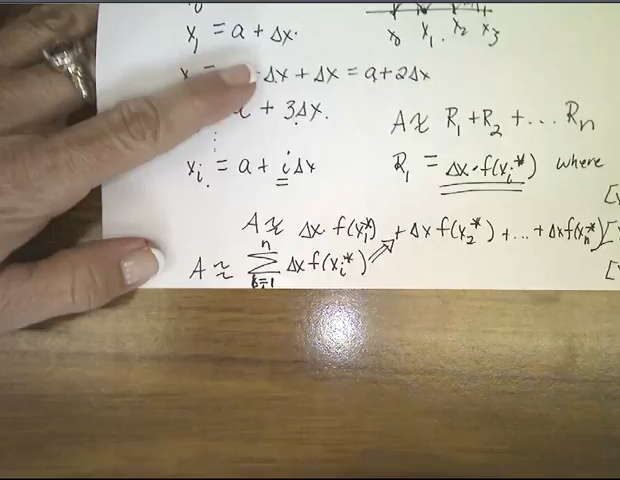 x₁ = a + Δx.
x₀ x₁ x₂ x₃
Δx + Δx = a + 2Δx
+ 3Δx.
A ≈ R₁ + R₂ + ... Rₙ
xᵢ = a + iΔx
R₁ = Δx·f(xᵢ*) where
A ≈ Δx f(x₁*) + Δx f(x₂*) + ... + Δx f(xₙ*)
A ≈ n Σ i=1 Δx f(xᵢ*)